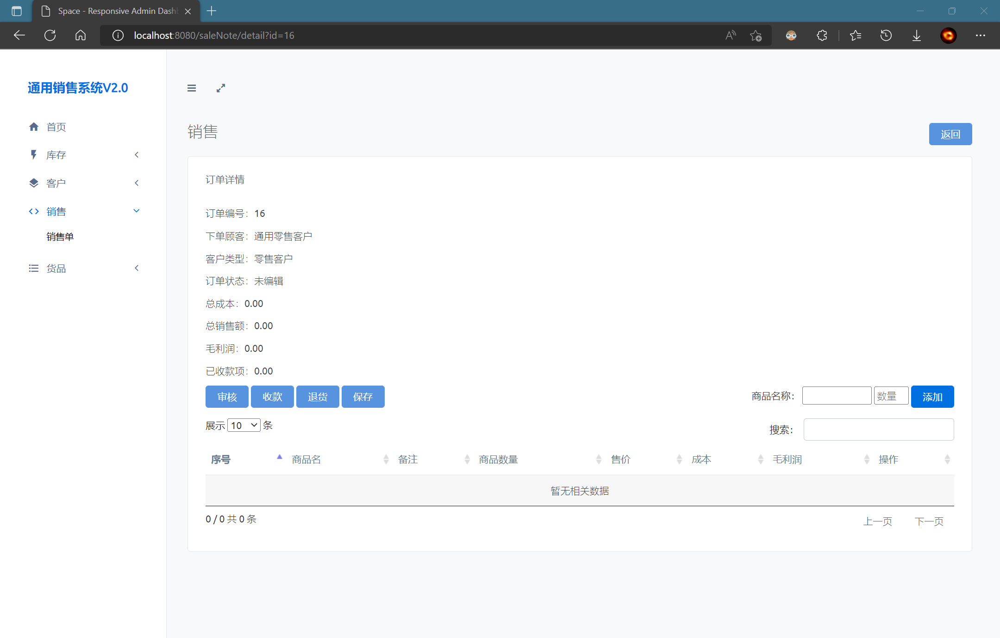 Space - Responsive Admin Dash
localhost:8080/saleNote/detail?id=16
通用销售系统V2.0
首页
库存
客户
销售
销售单
货品
销售
返回
订单详情
订单编号：16
下单顾客：通用零售客户
客户类型：零售客户
订单状态：未编辑
总成本：0.00
总销售额：0.00
毛利润：0.00
已收款项：0.00
审核 收款 退货 保存 商品名称： 数量 添加
展示 10 条 搜索：
序号 商品名 备注 商品数量 售价 成本 毛利润 操作
暂无相关数据
0 / 0 共 0 条 上一页 下一页